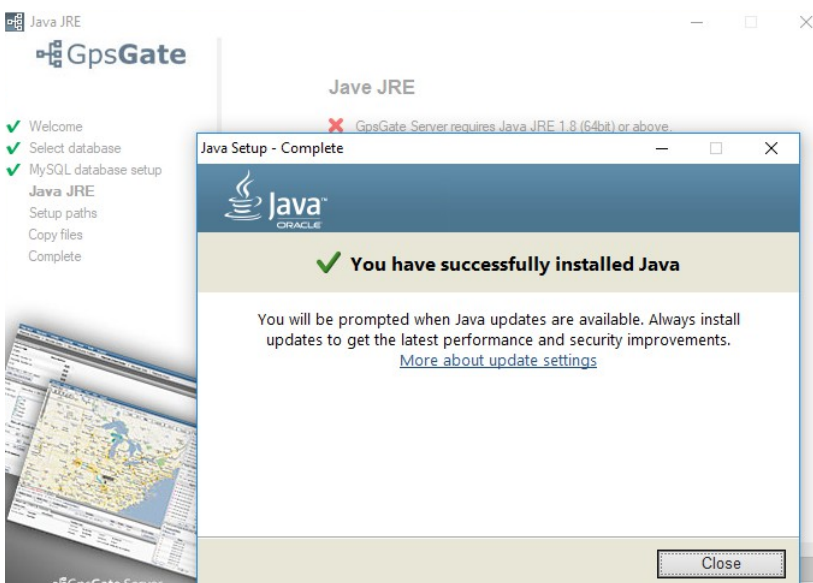 Java JRE
GpsGate
Jave JRE
GpsGate Server requires Java JRE 1.8 (64bit) or above.
Welcome
Select database
MySQL database setup
Java JRE
Setup paths
Copy files
Complete
Java Setup - Complete
Java™
ORACLE
You have successfully installed Java
You will be prompted when Java updates are available. Always install
updates to get the latest performance and security improvements.
More about update settings
Close
GpsGate Server